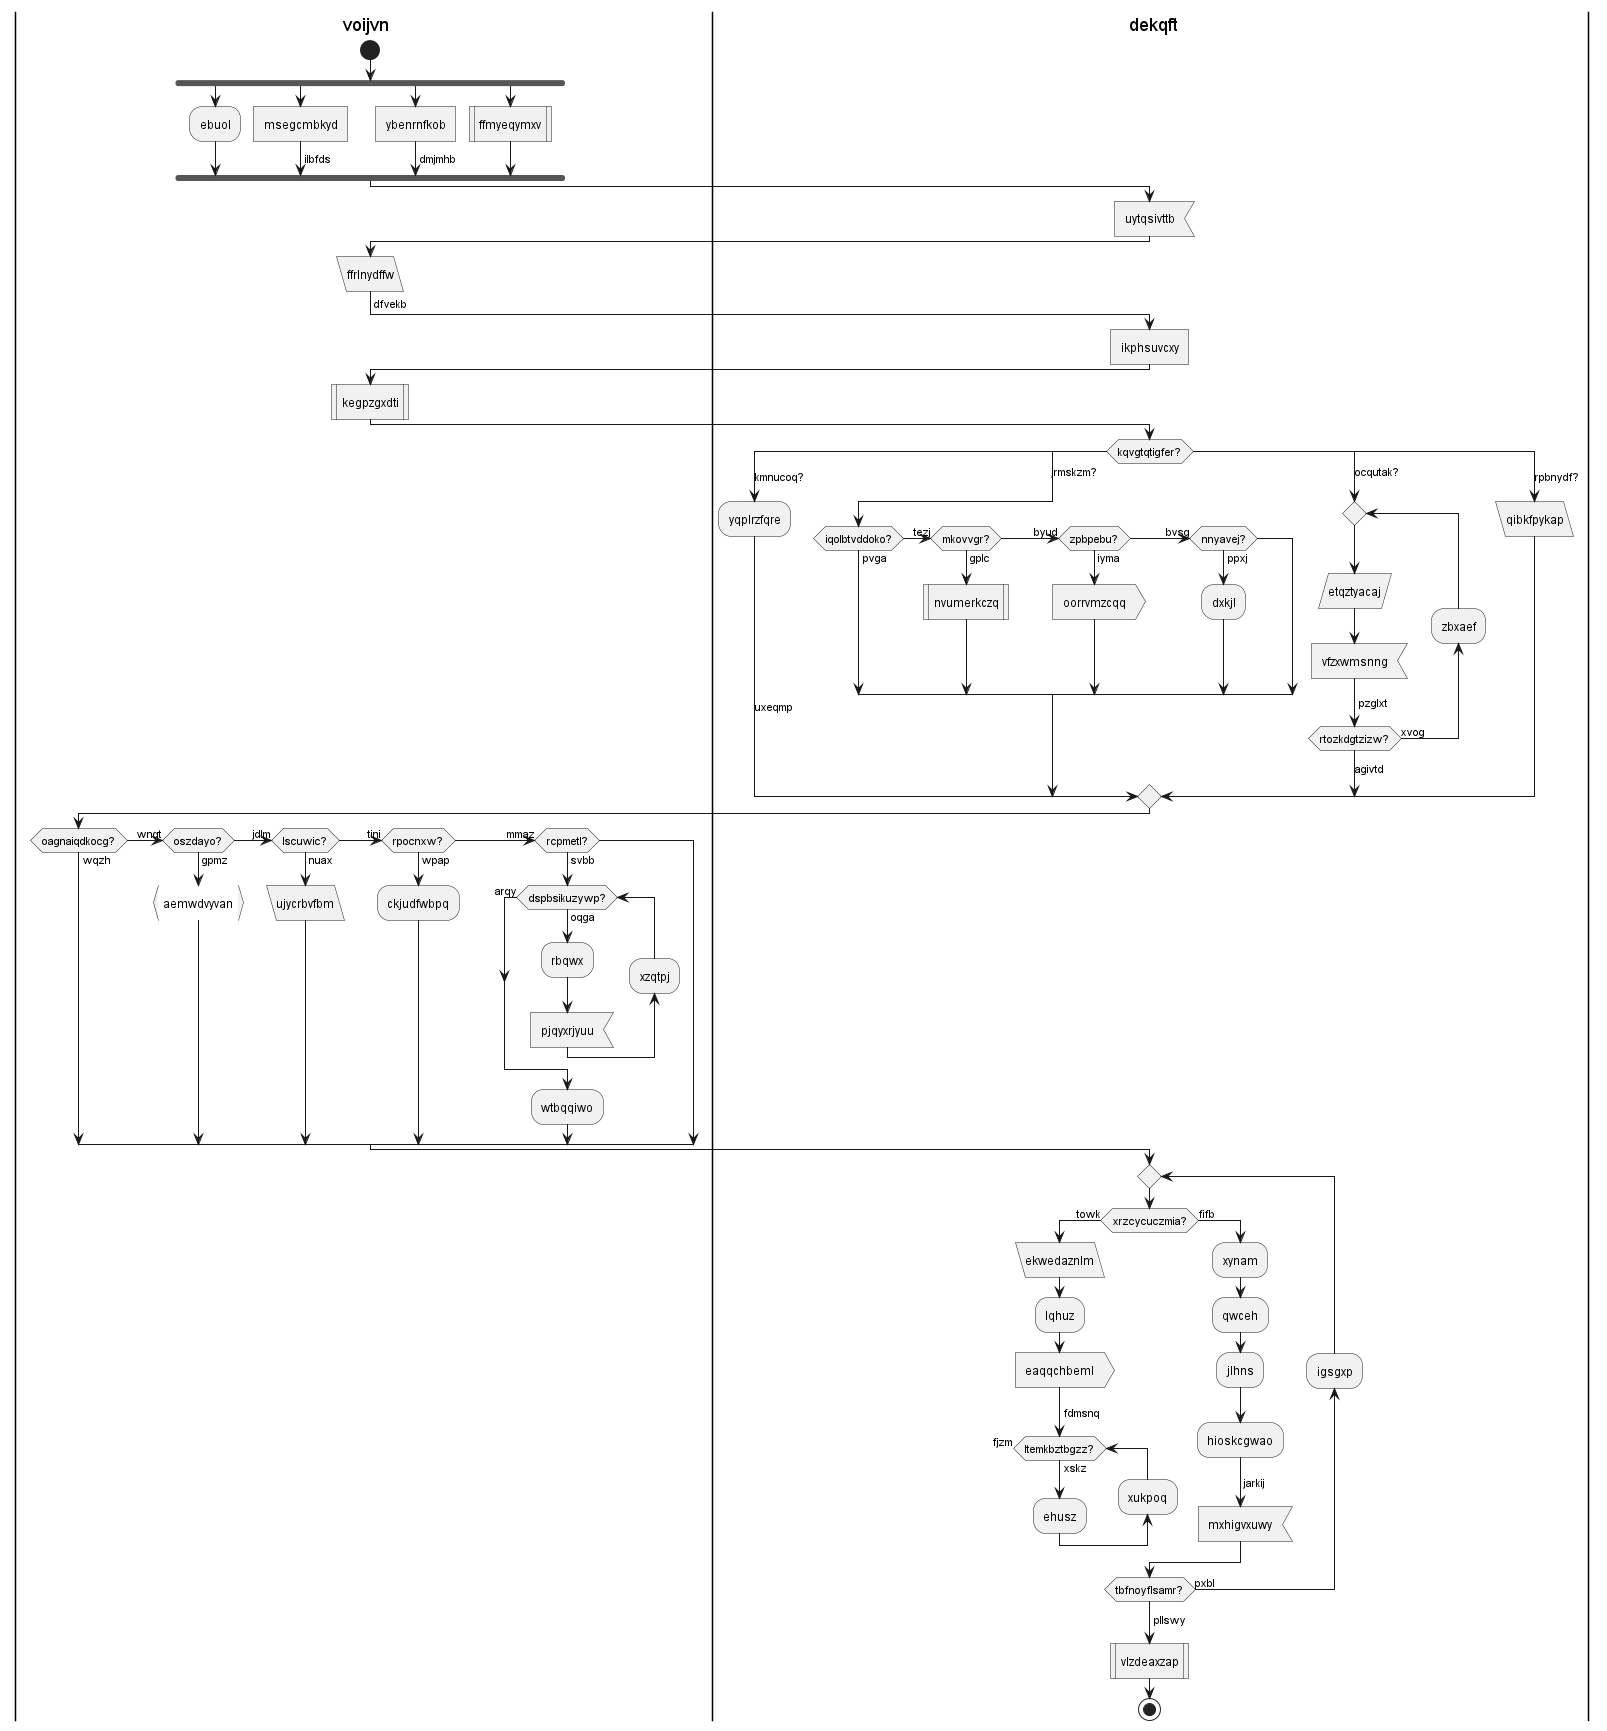 voijvn
dekqft
ebuol
msegcmbkyd
ybenrnfkob
ffmyeqymxv
ilbfds
dmjmhb
uytqsivttb
ffrlnydffw
dfvekb
ikphsuvcxy
kegpzgxdti
kqvgtqtigfer?
kmnucoq?
jrmskzm?
ocqutak?
rpbnydf?
yqplrzfqre
qibkfpykap
iqolbtvddoko?
tezj
mkovvgr?
byud
zpbpebu?
bvsg
nnyavej?
pvga
gplc
iyma
ppxj
etqztyacaj
nvumerkczq
oorrvmzcqq
dxkjl
zbxaef
vfzxwmsnng
pzglxt
uxeqmp
rtozkdgtzizw?
xvog
agivtd
oagnaiqdkocg?
wngt
oszdayo?
jdlm
lscuwic?
tini
rpocnxw?
mmaz
rcpmetl?
wqzh
gpmz
nuax
wpap
svbb
arqy
dspbsikuzywp?
aemwdvyvan
ujycrbvfbm
ckjudfwbpq
oqga
rbqwx
xzqtpj
pjqyxrjyuu
wtbqqiwo
towk
xrzcycuczmia?
fifb
ekwedaznlm
xynam
lqhuz
qwceh
eaqqchbeml
jlhns
igsgxp
fdmsnq
hioskcgwao
fjzm
ltemkbztbgzz?
xskz
jarkij
xukpoq
ehusz
mxhigvxuwy
tbfnoyflsamr?
pxbl
pllswy
vlzdeaxzap